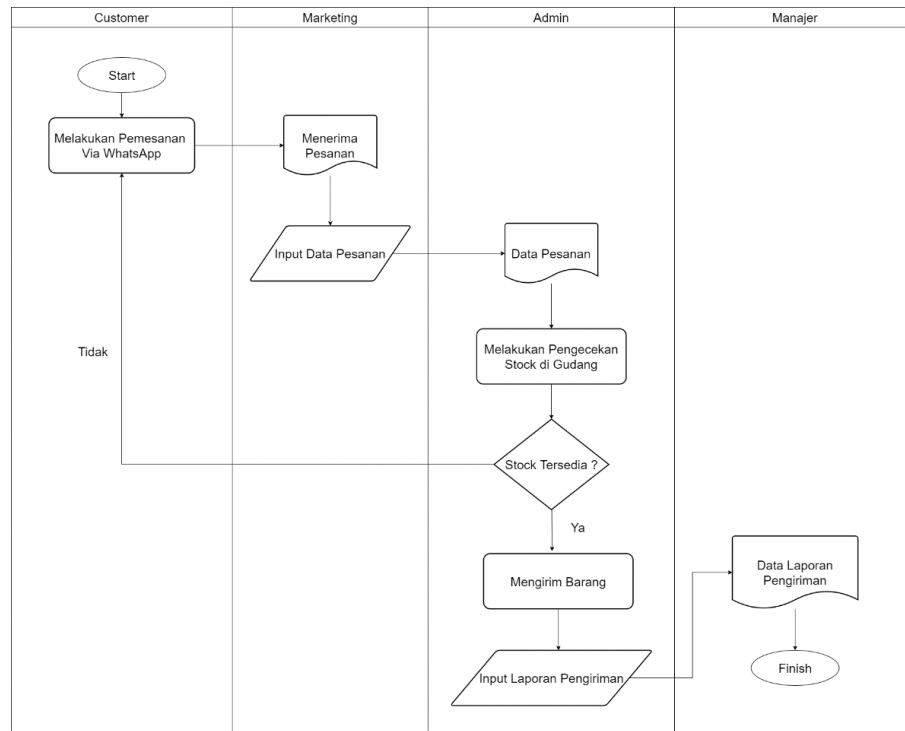 Customer
Marketing
Admin
Manajer
Start
Melakukan Pemesanan
Via WhatsApp
Menerima
Pesanan
Input Data Pesanan
Data Pesanan
Melakukan Pengecekan
Stock di Gudang
Tidak
Stock Tersedia ?
Ya
Mengirim Barang
Data Laporan
Pengiriman
Input Laporan Pengiriman
Finish